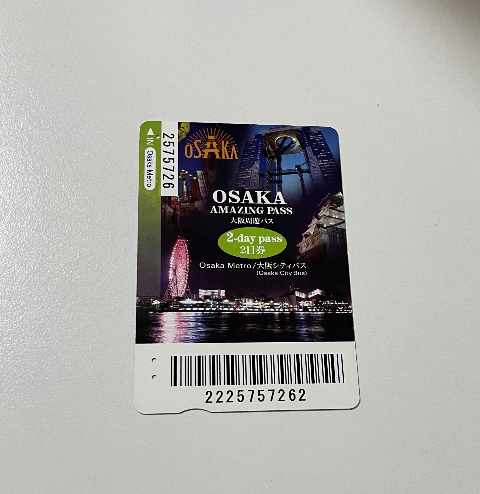 ▲IN Osaka Metro
2575726
OSAKA
OSAKA
AMAZING PASS
大阪周遊パス
2-day pass
2日券
Osaka Metro/大阪シティバス
(Osaka City Bus)
2225757262